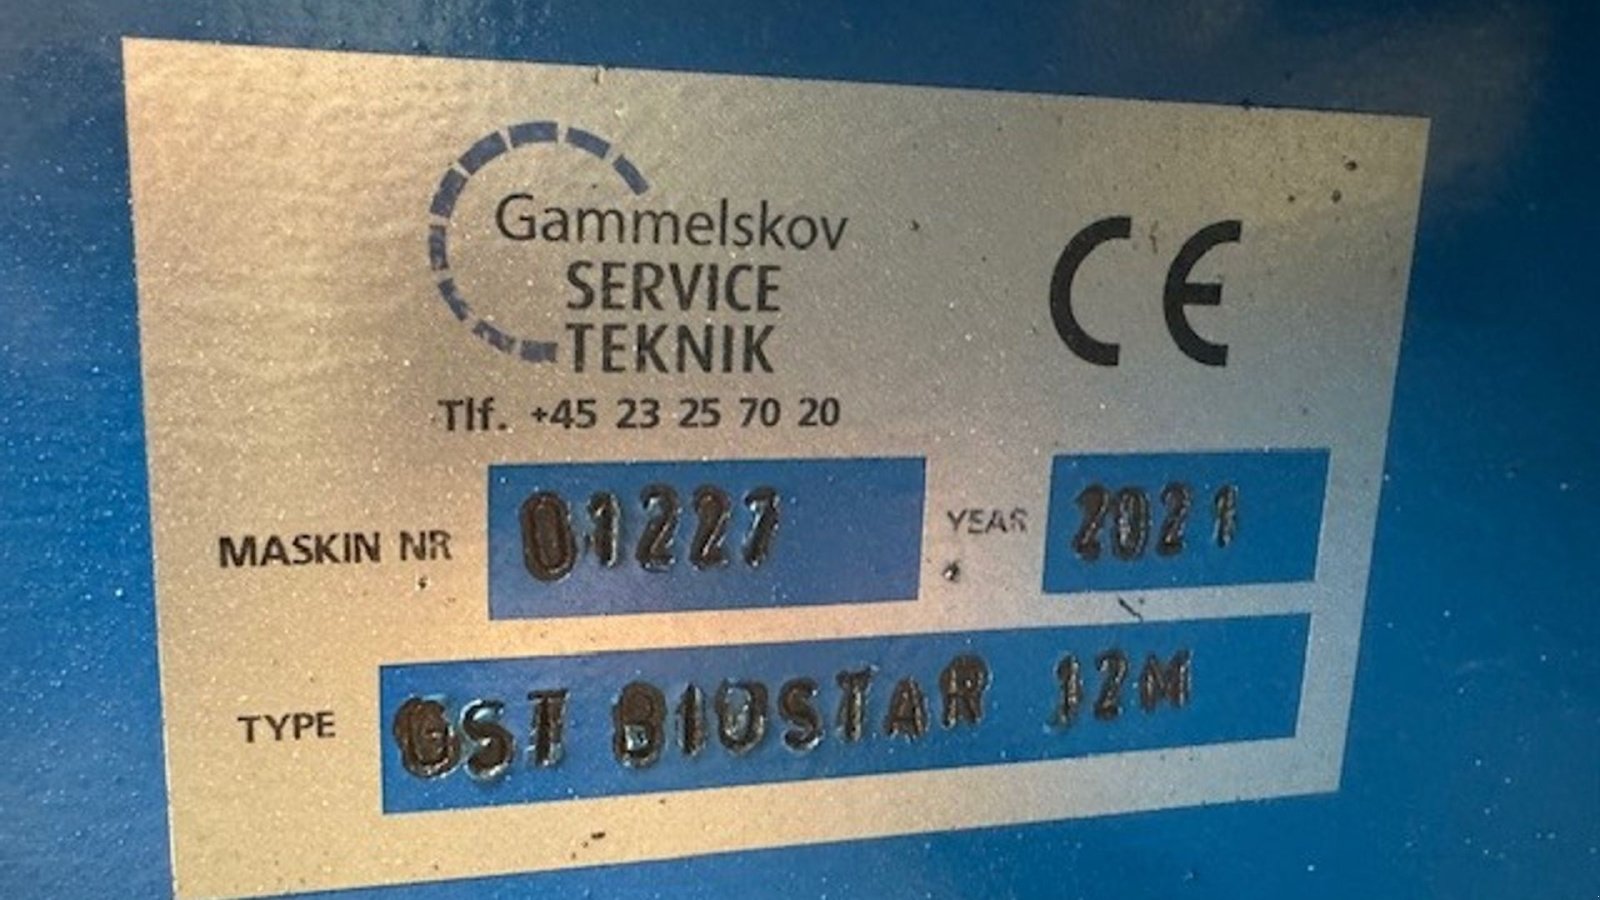 Gammelskov
SERVICE
TEKNIK
CE
Tlf. +45 23 25 70 20
MASKIN NR 01227 YEAR 2021
TYPE GST BIOSTAR 12M